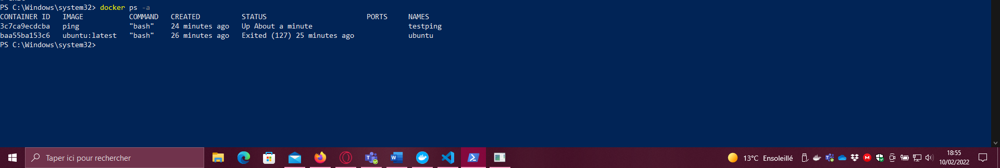 PS C:\Windows\system32> docker ps -a
CONTAINER ID   IMAGE           COMMAND   CREATED          STATUS                        PORTS     NAMES
3c7ca9ecdcba   ping            "bash"    24 minutes ago   Up About a minute                       testping
baa55ba153c6   ubuntu:latest   "bash"    26 minutes ago   Exited (127) 25 minutes ago             ubuntu
PS C:\Windows\system32>
Taper ici pour rechercher
13°C Ensoleillé
18:55
10/02/2022